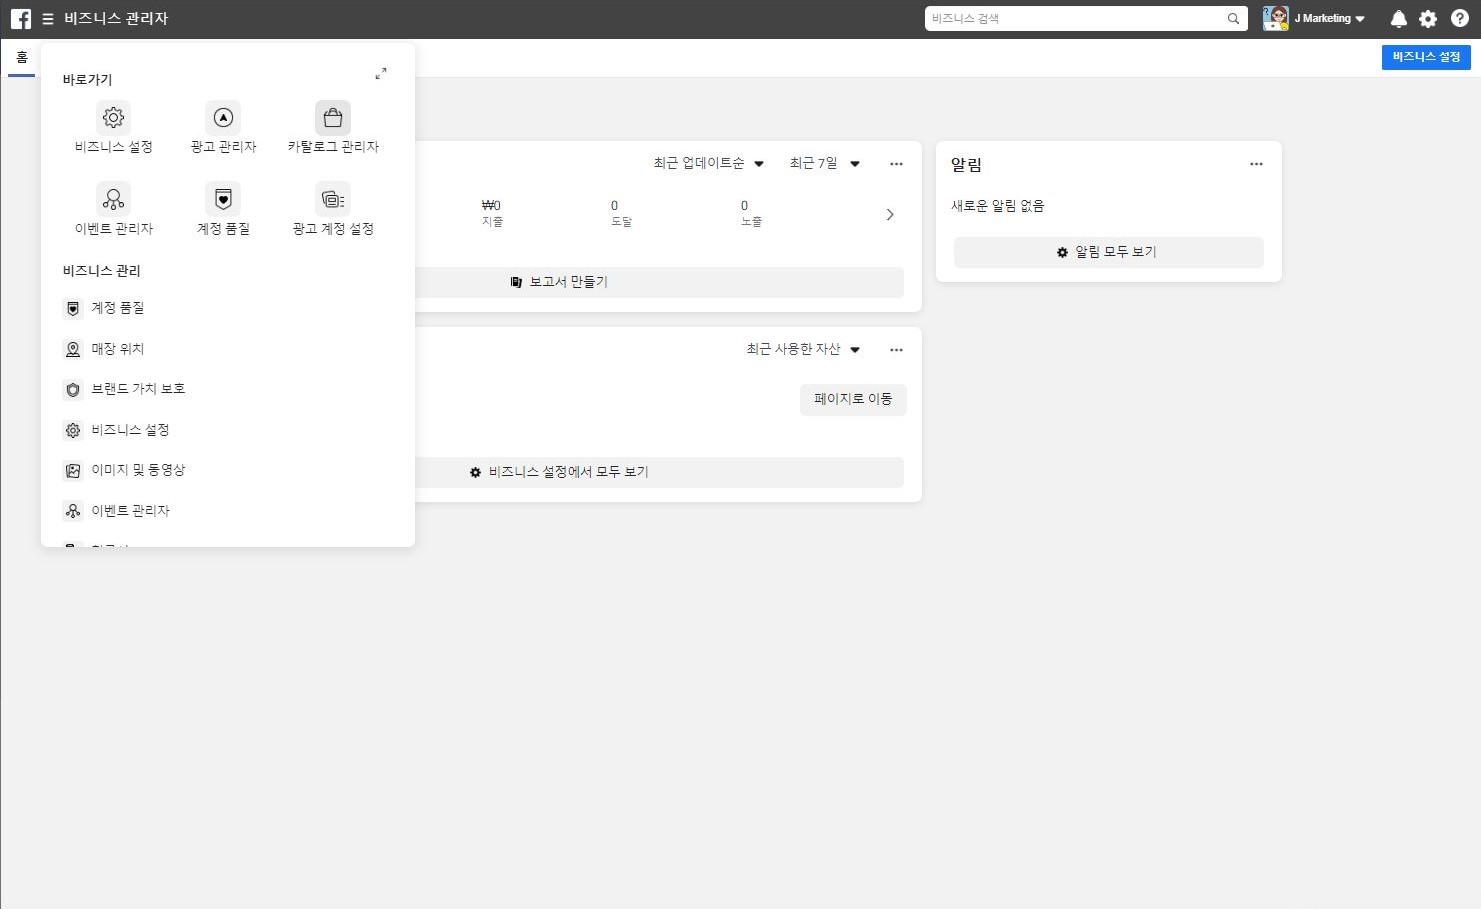 비즈니스 관리자
비즈니스 검색
J Marketing
홈
비즈니스 설정
바로가기
비즈니스 설정
광고 관리자
카탈로그 관리자
이벤트 관리자
계정 품질
광고 계정 설정
비즈니스 관리
계정 품질
매장 위치
브랜드 가치 보호
비즈니스 설정
이미지 및 동영상
이벤트 관리자
최근 업데이트순
최근 7일
₩0
지출
0
도달
0
노출
보고서 만들기
최근 사용한 자산
페이지로 이동
비즈니스 설정에서 모두 보기
알림
새로운 알림 없음
알림 모두 보기